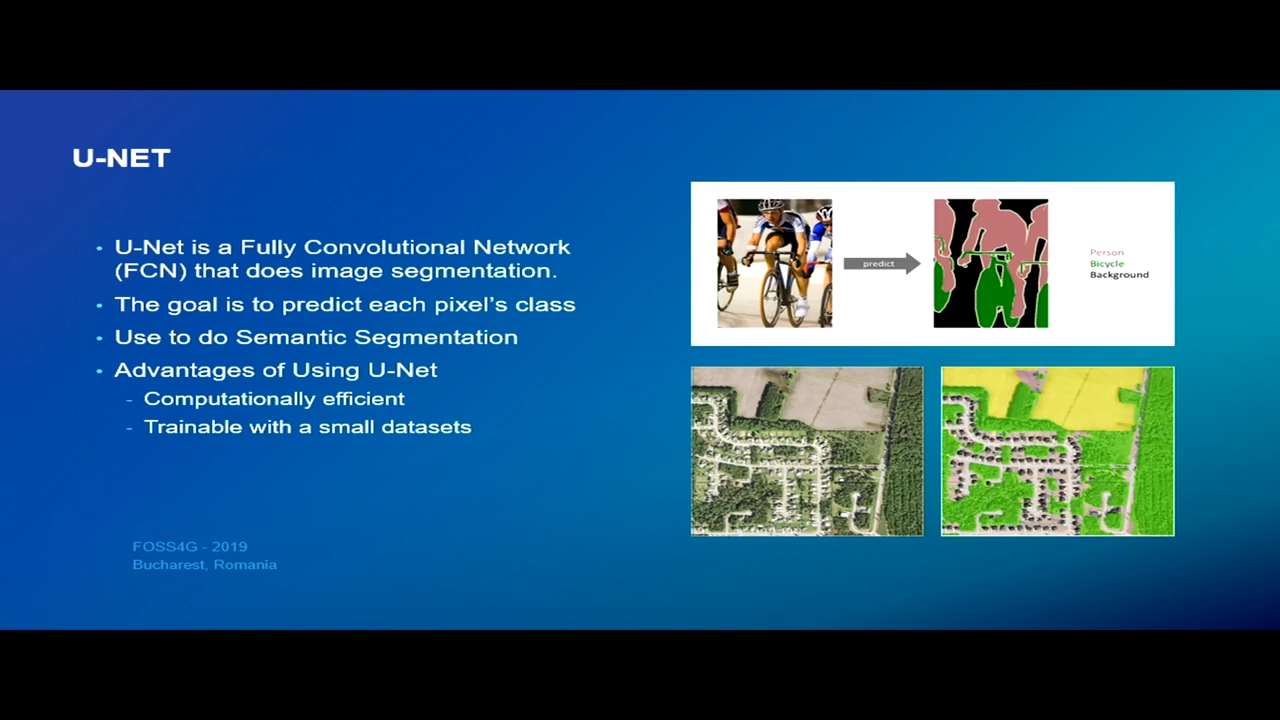 U-NET
• U-Net is a Fully Convolutional Network
(FCN) that does image segmentation.
• The goal is to predict each pixel's class
• Use to do Semantic Segmentation
• Advantages of Using U-Net
- Computationally efficient
- Trainable with a small datasets
predict
Person
Bicycle
Background
FOSS4G - 2019
Bucharest, Romania